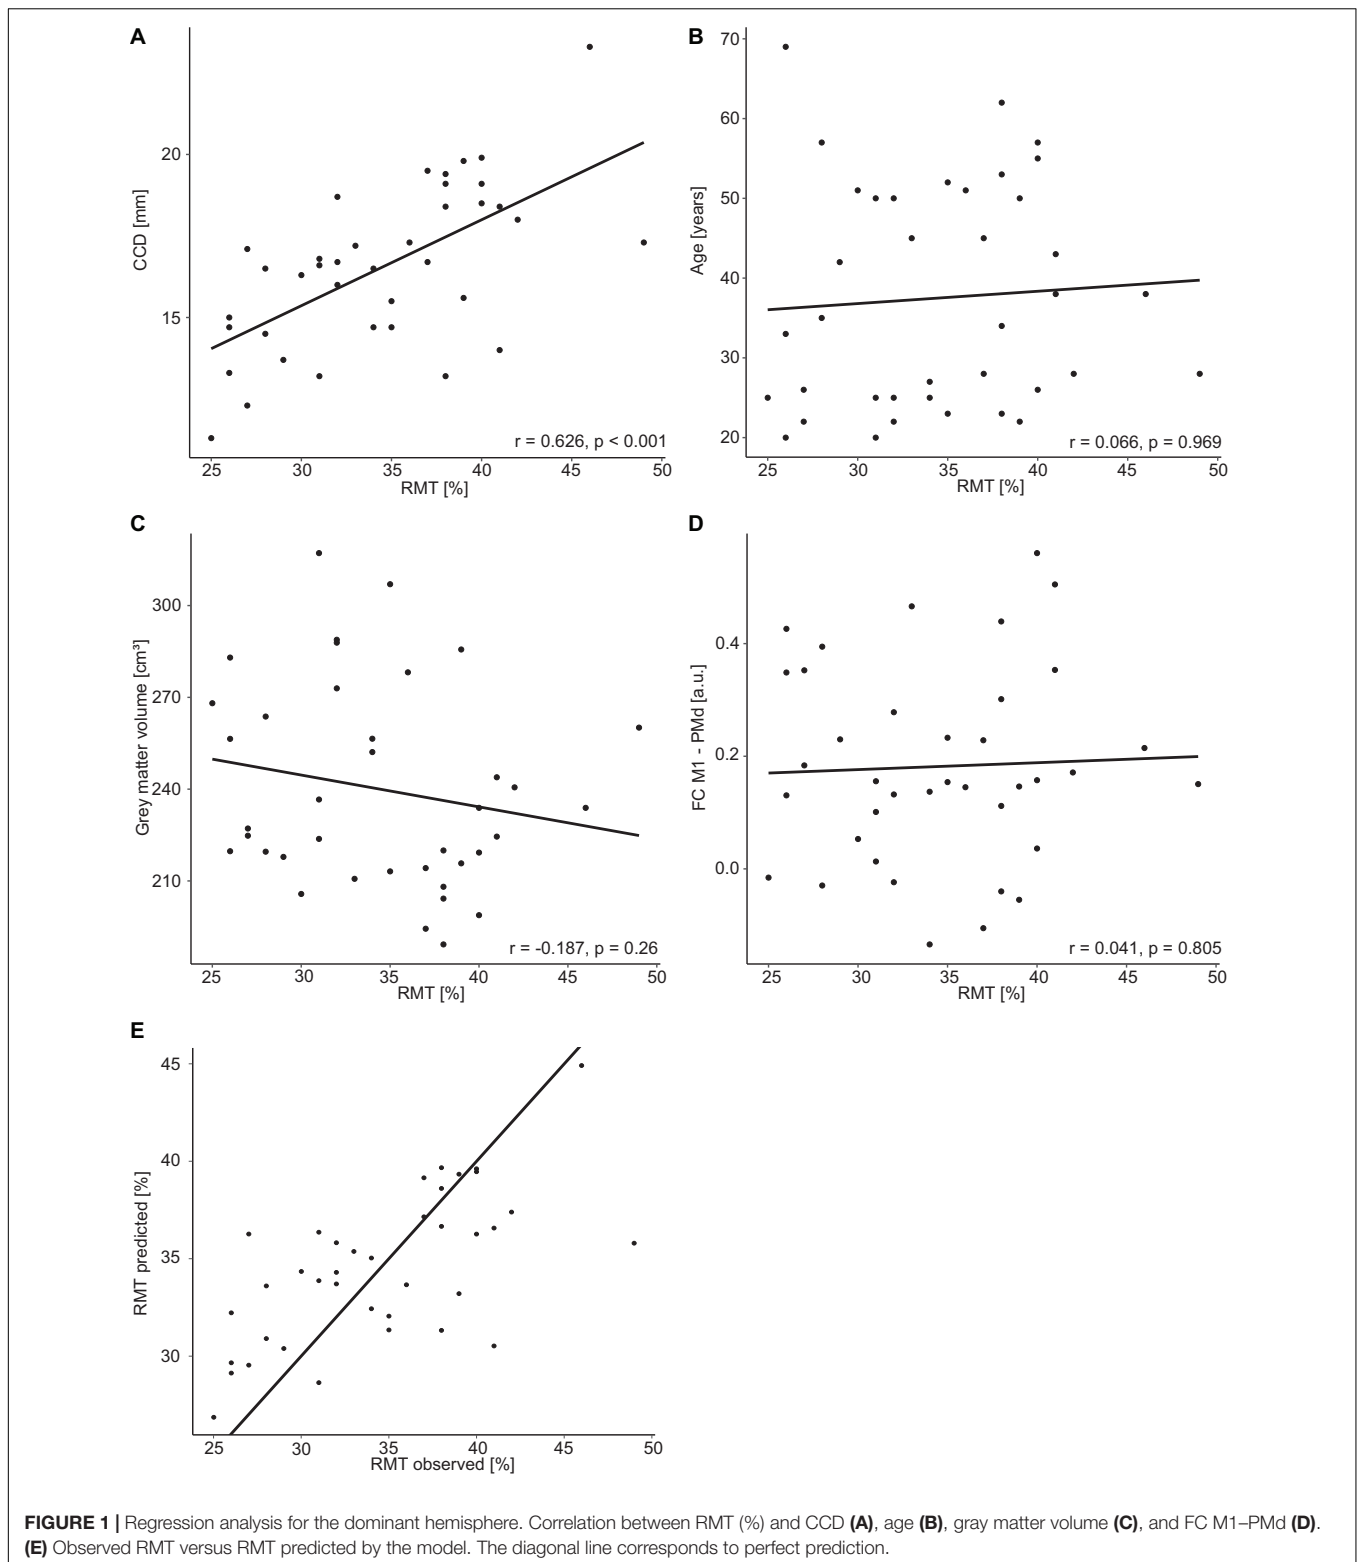 A
CCD [mm]
20
15
r = 0.626, p < 0.001
25 30 35 40 45 50
RMT [%]
B
Age [years]
70
60
50
40
30
20
r = 0.066, p = 0.969
25 30 35 40 45 50
RMT [%]
C
Grey matter volume [cm³]
300
270
240
210
r = -0.187, p = 0.26
25 30 35 40 45 50
RMT [%]
D
FC M1 - PMd [a.u.]
0.4
0.2
0.0
r = 0.041, p = 0.805
25 30 35 40 45 50
RMT [%]
E
RMT predicted [%]
45
40
35
30
25 30 35 40 45 50
RMT observed [%]
FIGURE 1 | Regression analysis for the dominant hemisphere. Correlation between RMT (%) and CCD (A), age (B), gray matter volume (C), and FC M1–PMd (D).
(E) Observed RMT versus RMT predicted by the model. The diagonal line corresponds to perfect prediction.